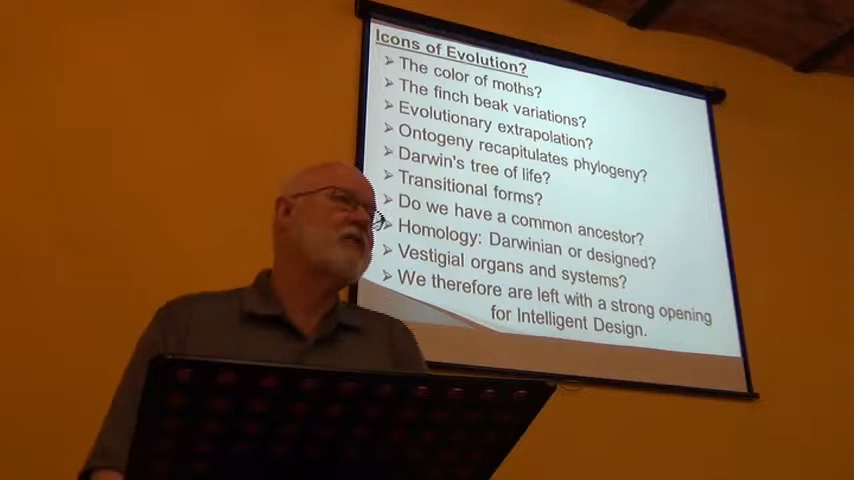 Icons of Evolution?
➢ The color of moths?
➢ The finch beak variations?
➢ Evolutionary extrapolation?
➢ Ontogeny recapitulates phylogeny?
➢ Darwin's tree of life?
➢ Transitional forms?
➢ Do we have a common ancestor?
➢ Homology: Darwinian or designed?
➢ Vestigial organs and systems?
➢ We therefore are left with a strong opening
for Intelligent Design.